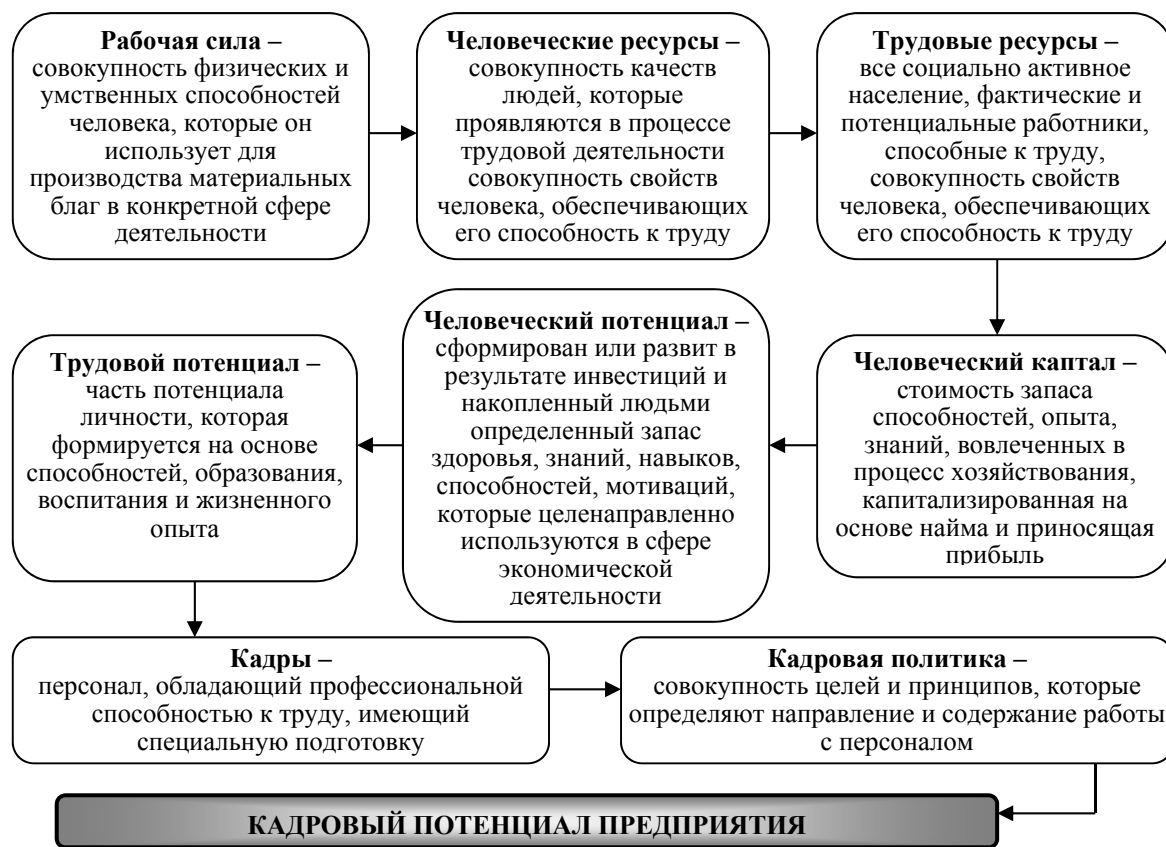 Рабочая сила –
совокупность физических и
умственных способностей
человека, которые он
использует для
производства материальных
благ в конкретной сфере
деятельности
Человеческие ресурсы –
совокупность качеств
людей, которые
проявляются в процессе
трудовой деятельности
совокупность свойств
человека, обеспечивающих
его способность к труду
Трудовые ресурсы –
все социально активное
население, фактические и
потенциальные работники,
способные к труду,
совокупность свойств
человека, обеспечивающих
его способность к труду
Человеческий каптал –
стоимость запаса
способностей, опыта,
знаний, вовлеченных в
процесс хозяйствования,
капитализированная на
основе найма и приносящая
прибыль
Человеческий потенциал –
сформирован или развит в
результате инвестиций и
накопленный людьми
определенный запас
здоровья, знаний, навыков,
способностей, мотиваций,
которые целенаправленно
используются в сфере
экономической
деятельности
Трудовой потенциал –
часть потенциала
личности, которая
формируется на основе
способностей, образования,
воспитания и жизненного
опыта
Кадры –
персонал, обладающий профессиональной
способностью к труду, имеющий
специальную подготовку
Кадровая политика –
совокупность целей и принципов, которые
определяют направление и содержание работы
с персоналом
КАДРОВЫЙ ПОТЕНЦИАЛ ПРЕДПРИЯТИЯ